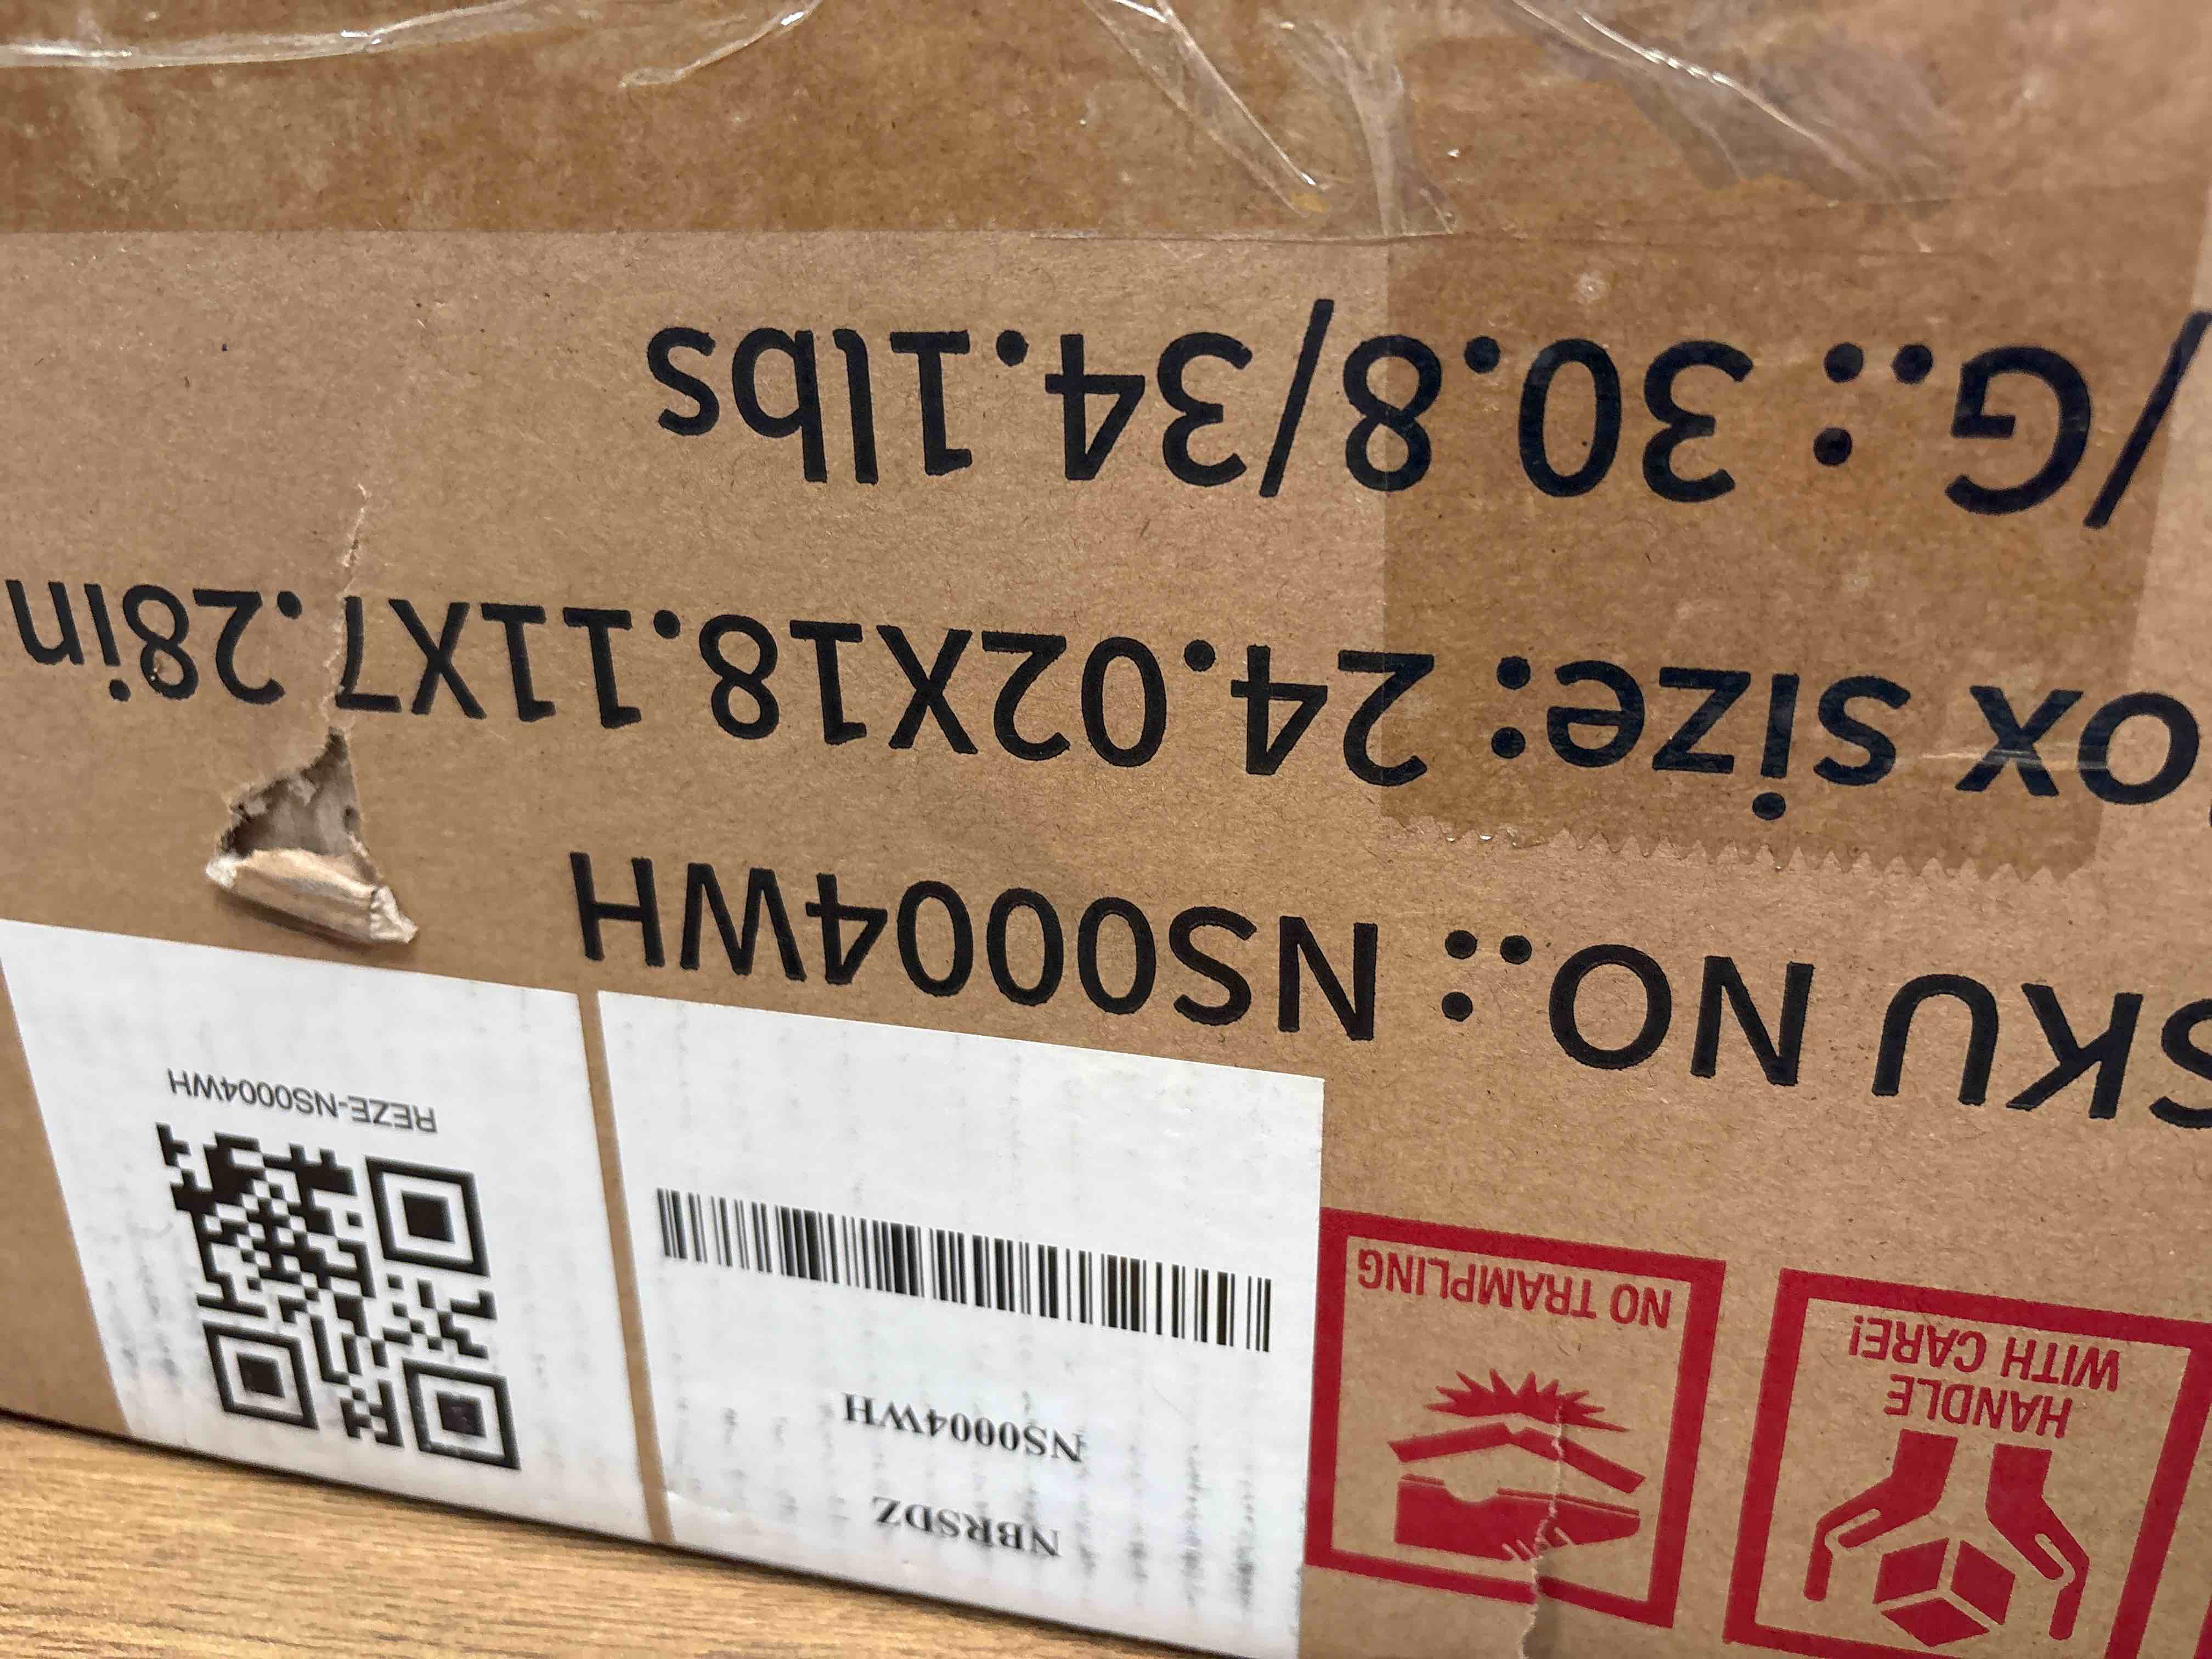 HANDLE
WITH CARE!
NO TRAMPLING
NBRSDZ
NS0004WH
REZE-NS0004WH
SKU NO.: NS0004WH
ox size: 24.02X18.11X7.28in
/G.: 30.8/34.1lbs